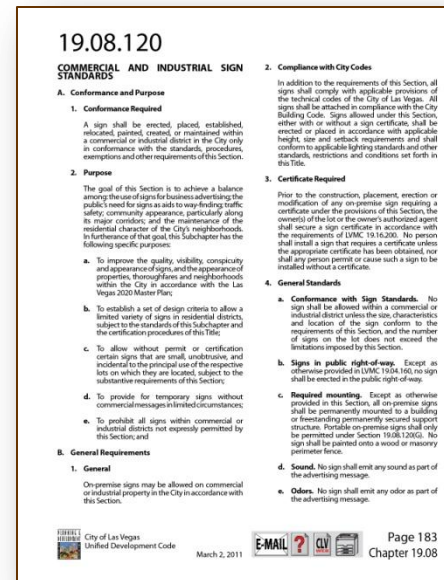 19.08.120
COMMERCIAL AND INDUSTRIAL SIGN
STANDARDS
A. Conformance and Purpose
1. Conformance Required
A sign shall be erected, placed, established,
relocated, painted, created, or maintained within
a commercial or industrial district in the City only
in conformance with the standards, procedures,
exemptions and other requirements of this Section.
2. Purpose
The goal of this Section is to achieve a balance
among: the use of signs for business advertising; the
public's need for signs as aids to way-finding; traffic
safety; community appearance, particularly along
its major corridors; and the maintenance of the
residential character of the City's neighborhoods.
In furtherance of that goal, this Subchapter has the
following specific purposes:
a. To improve the quality, visibility, conspicuity
and appearance of signs, and the appearance of
properties, thoroughfares and neighborhoods
within the City in accordance with the Las
Vegas 2020 Master Plan;
b. To establish a set of design criteria to allow a
limited variety of signs in residential districts,
subject to the standards of this Subchapter and
the certification procedures of this Title;
c. To allow without permit or certification
certain signs that are small, unobtrusive, and
incidental to the principal use of the respective
lots on which they are located, subject to the
substantive requirements of this Section;
d. To provide for temporary signs without
commercial messages in limited circumstances;
e. To prohibit all signs within commercial or
industrial districts not expressly permitted by
this Section; and
B. General Requirements
1. General
On-premise signs may be allowed on commercial
or industrial property in the City in accordance with
this Section.
2. Compliance with City Codes
In addition to the requirements of this Section, all
signs shall comply with applicable provisions of
the technical codes of the City of Las Vegas. All
signs shall be attached in compliance with the City
Building Code. Signs allowed under this Section,
either with or without a sign certificate, shall be
erected or placed in accordance with applicable
height, size and setback requirements and shall
conform to applicable lighting standards and other
standards, restrictions and conditions set forth in
this Title.
3. Certificate Required
Prior to the construction, placement, erection or
modification of any on-premise sign requiring a
certificate under the provisions of this Section, the
owner(s) of the lot or the owner's authorized agent
shall secure a sign certificate in accordance with
the requirements of LVMC 19.16.200. No person
shall install a sign that requires a certificate unless
the appropriate certificate has been obtained, nor
shall any person permit or cause such a sign to be
installed without a certificate.
4. General Standards
a. Conformance with Sign Standards. No
sign shall be allowed within a commercial or
industrial district unless the size, characteristics
and location of the sign conform to the
requirements of this Section, and the number
of signs on the lot does not exceed the
limitations imposed by this Section.
b. Signs in public right-of-way. Except as
otherwise provided in LVMC 19.04.160, no sign
shall be erected in the public right-of-way.
c. Required mounting. Except as otherwise
provided in this Section, all on-premise signs
shall be permanently mounted to a building
or freestanding permanently secured support
structure. Portable on-premise signs shall only
be permitted under Section 19.08.120(G). No
sign shall be painted onto a wood or masonry
perimeter fence.
d. Sound. No sign shall emit any sound as part of
the advertising message.
e. Odors. No sign shall emit any odor as part of
the advertising message.
City of Las Vegas
Unified Development Code
March 2, 2011
E-MAIL ? CLV
Page 183
Chapter 19.08